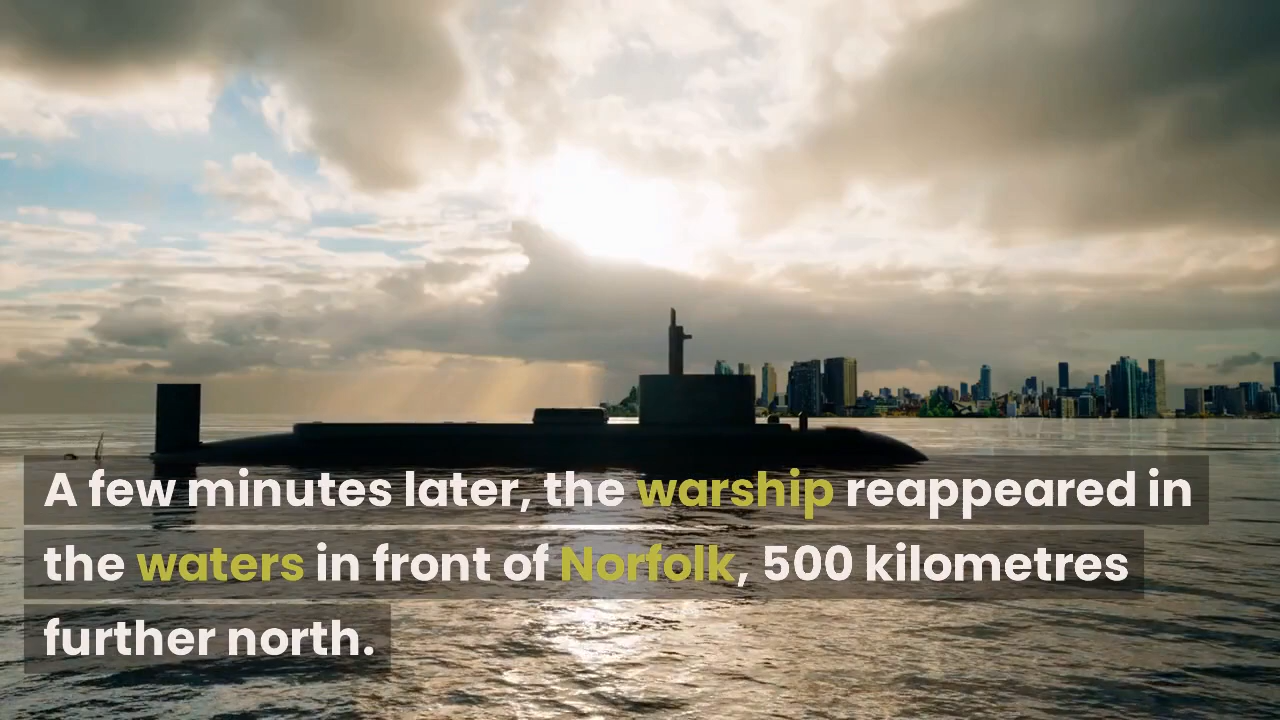 A few minutes later, the warship reappeared in
the waters in front of Norfolk, 500 kilometres
further north.